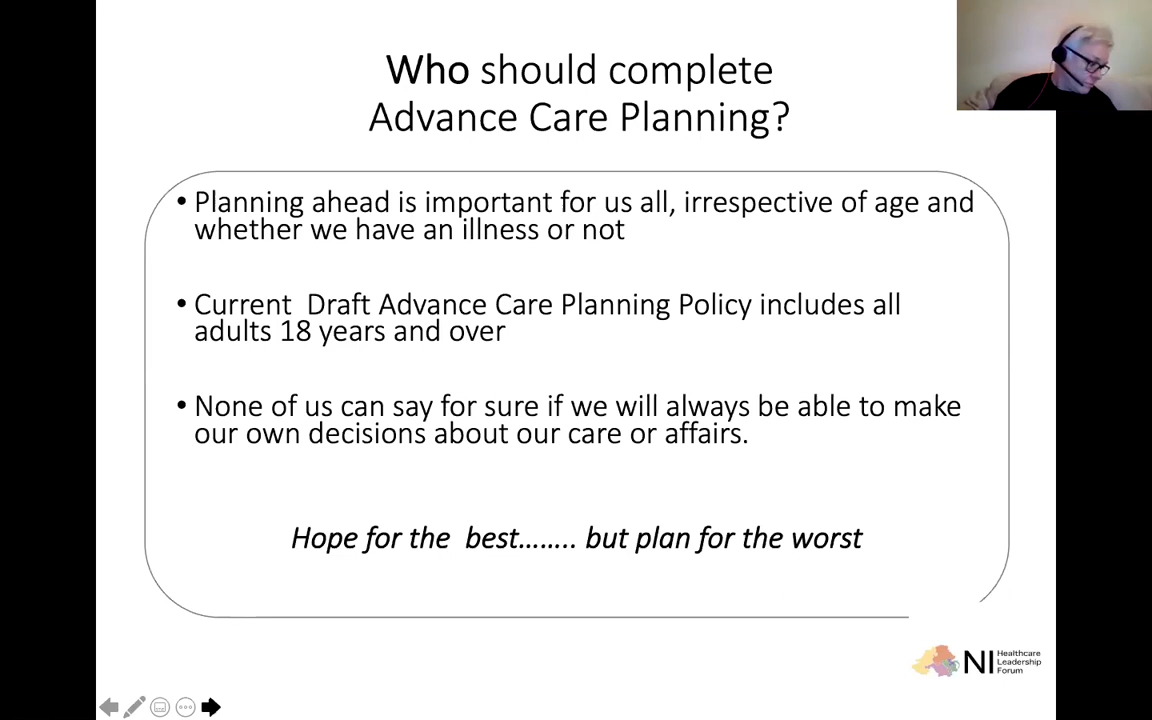 Who should complete
Advance Care Planning?
• Planning ahead is important for us all, irrespective of age and
whether we have an illness or not
• Current  Draft Advance Care Planning Policy includes all
adults 18 years and over
• None of us can say for sure if we will always be able to make
our own decisions about our care or affairs.
Hope for the  best…….. but plan for the worst
NI Healthcare
Leadership
Forum